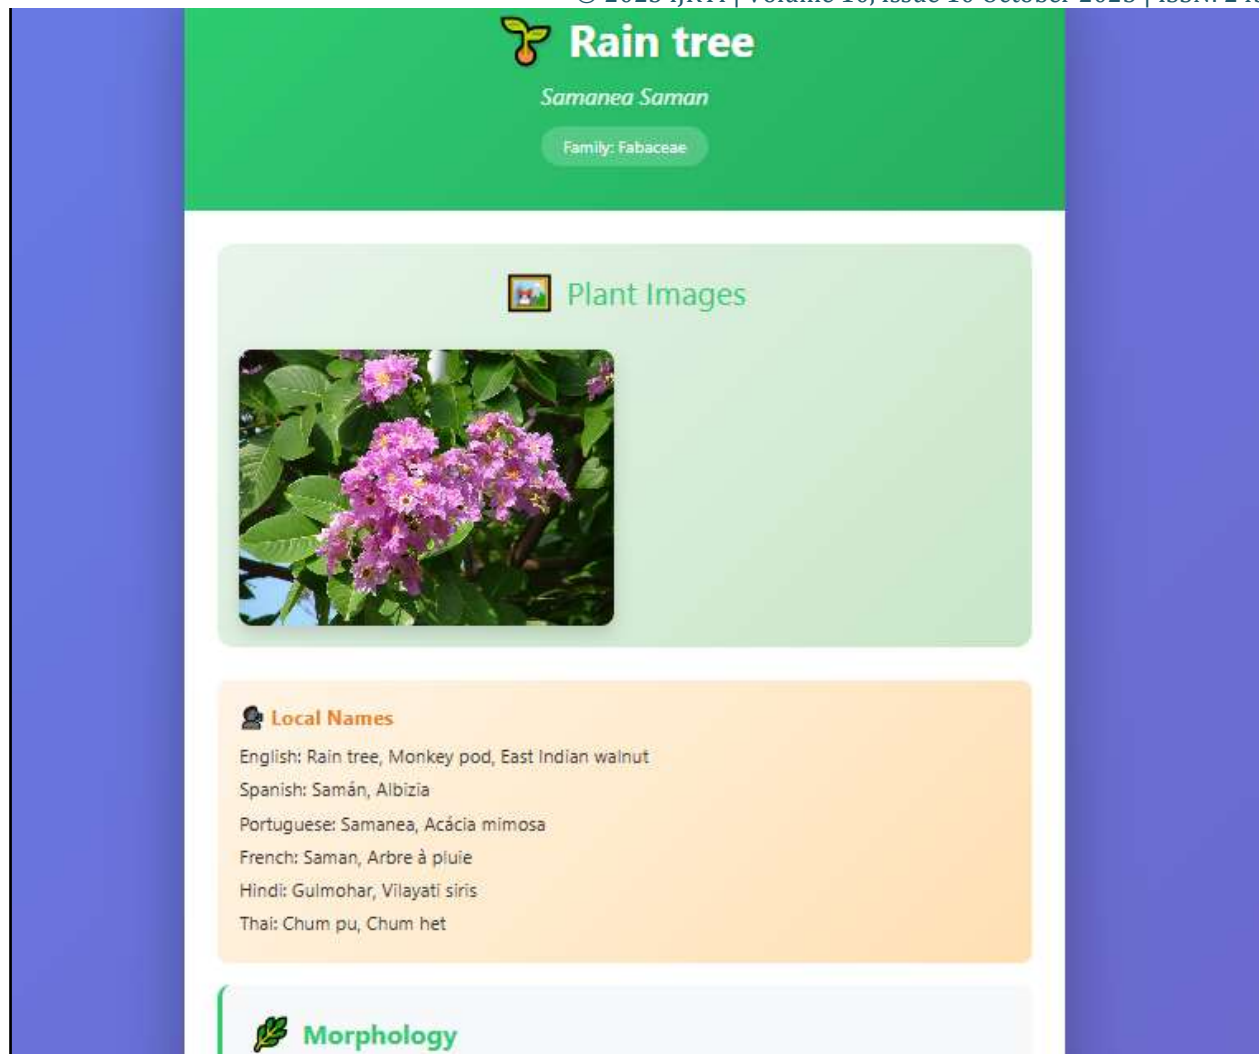 Rain tree
Samanea Saman
Family: Fabaceae
Plant Images
Local Names
English: Rain tree, Monkey pod, East Indian walnut
Spanish: Samán, Albizia
Portuguese: Samanea, Acácia mimosa
French: Saman, Arbre à pluie
Hindi: Gulmohar, Vilayati siris
Thai: Chum pu, Chum het
Morphology